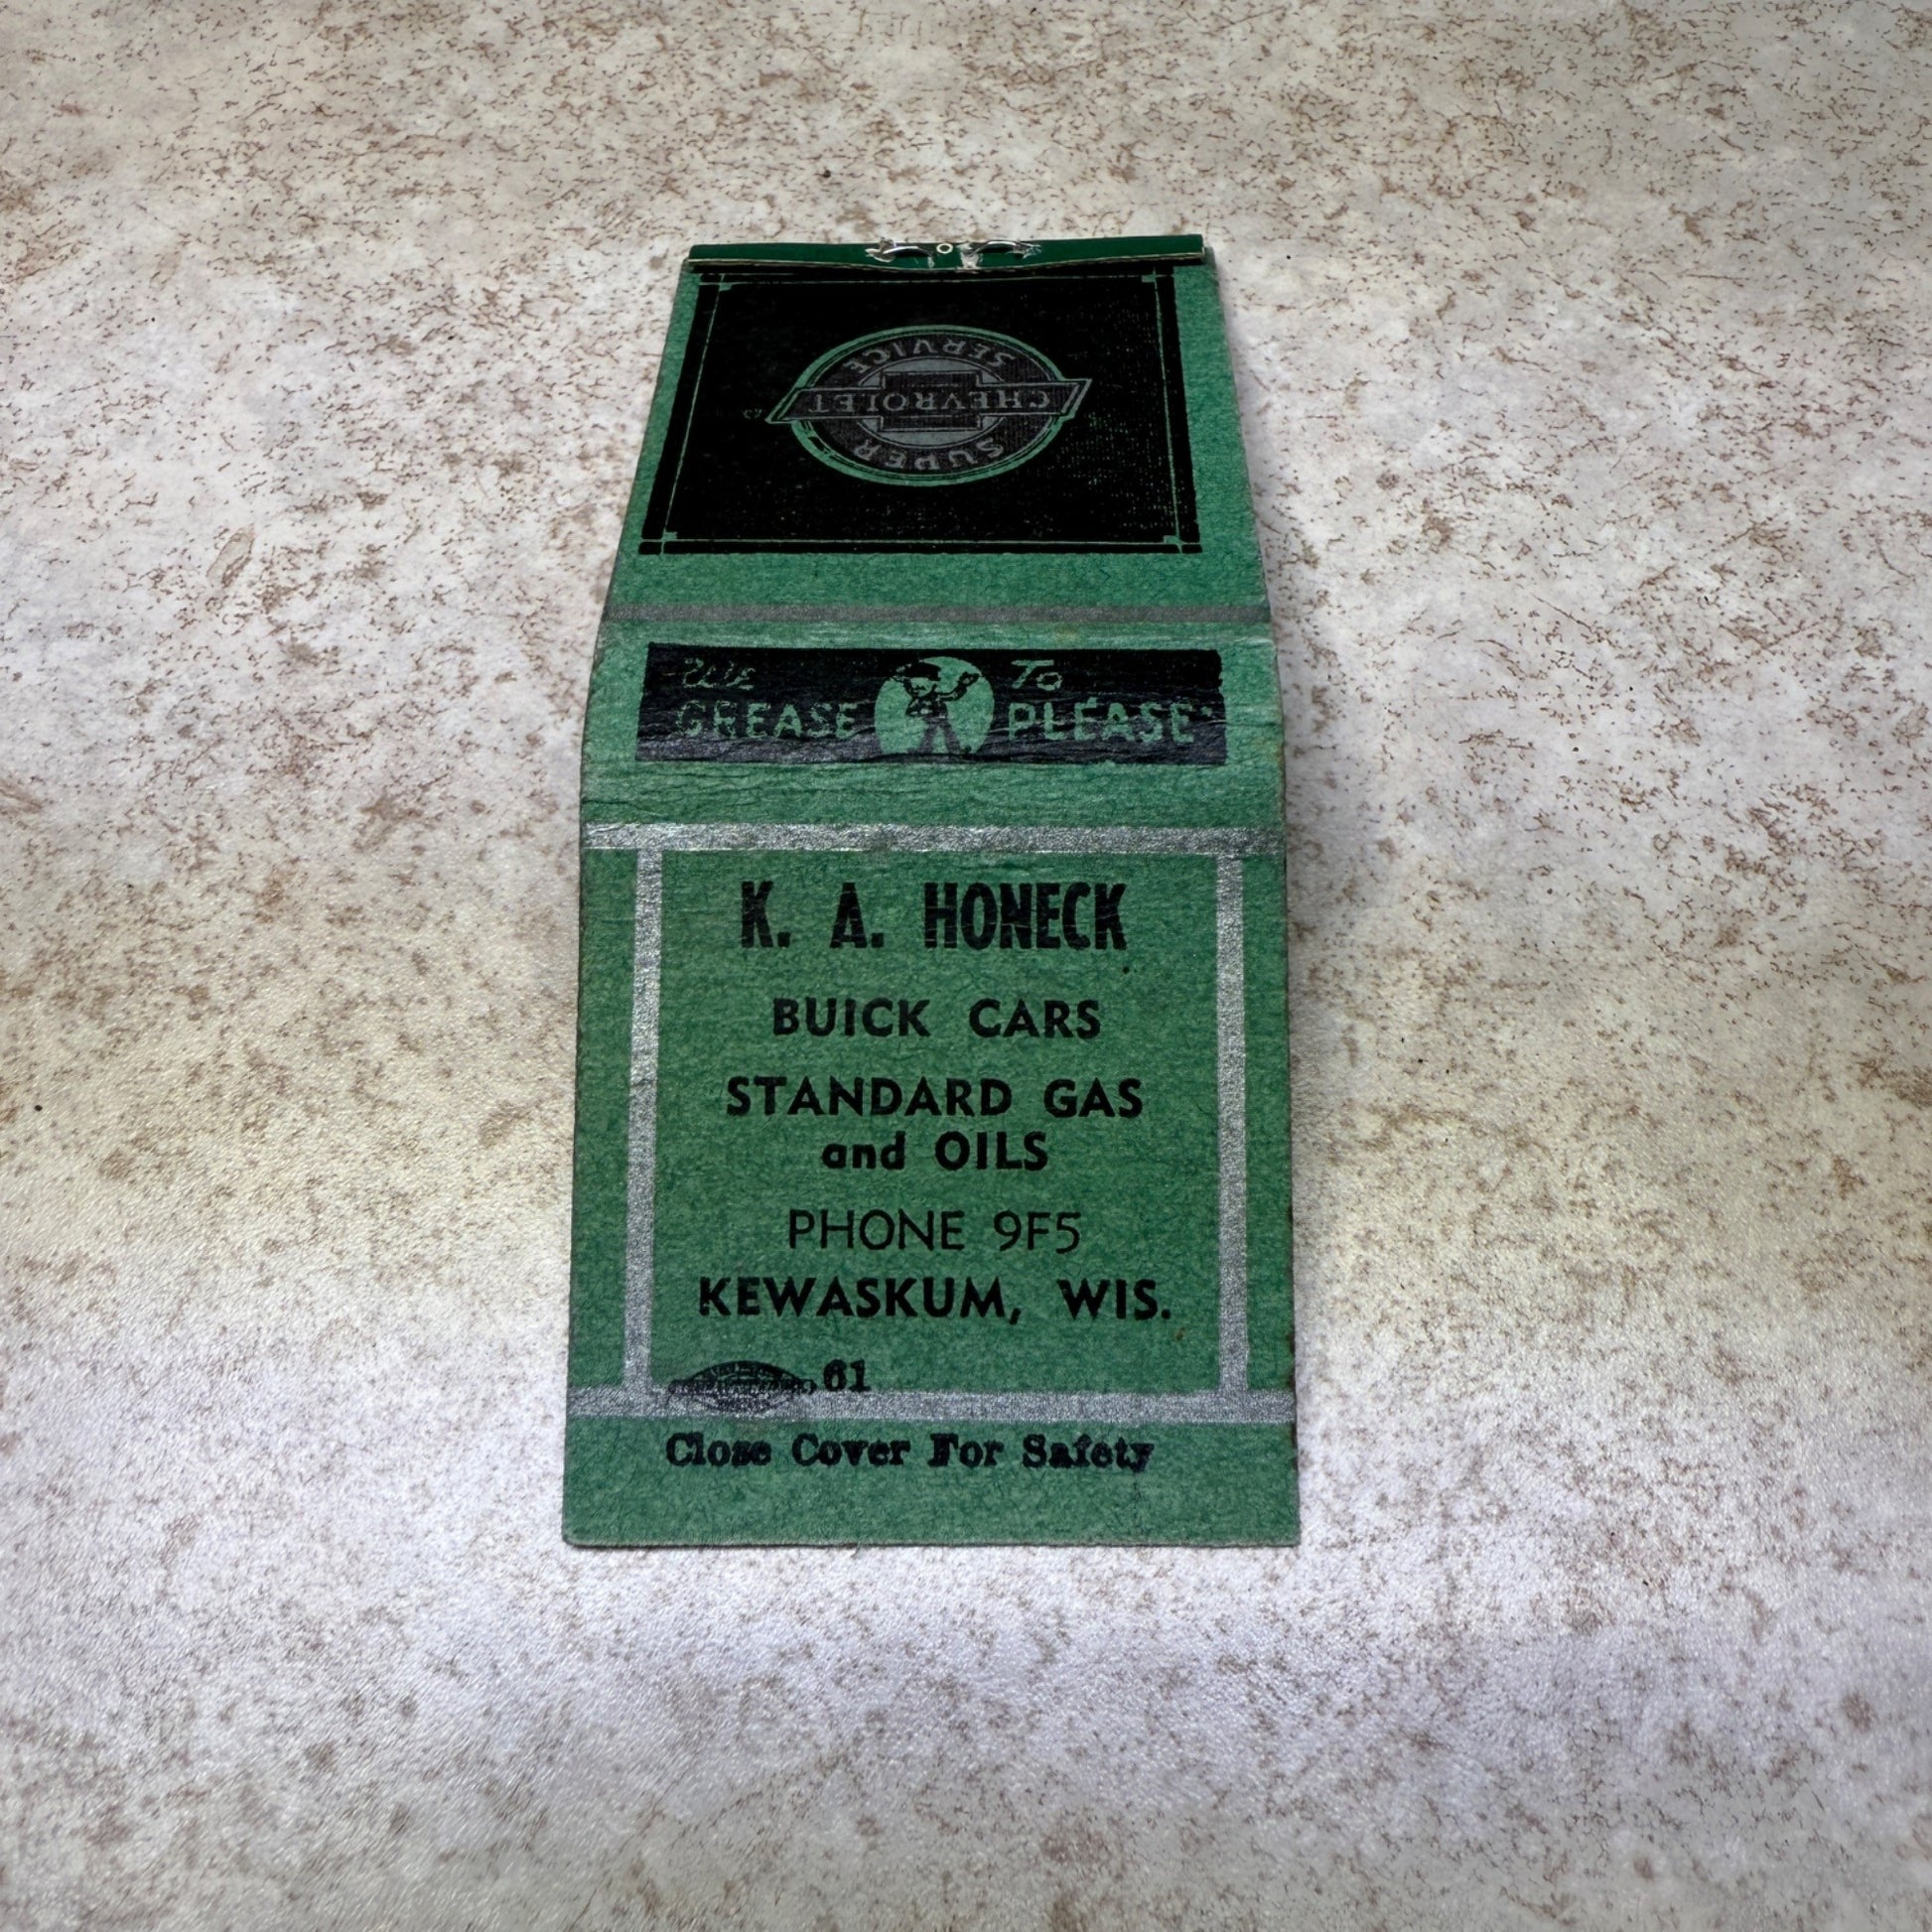 SUPER
CHEVROLET
SERVICE
We To
GREASE PLEASE
K. A. HONECK
BUICK CARS
STANDARD GAS
and OILS
PHONE 9F5
KEWASKUM, WIS.
61
Close Cover For Safety